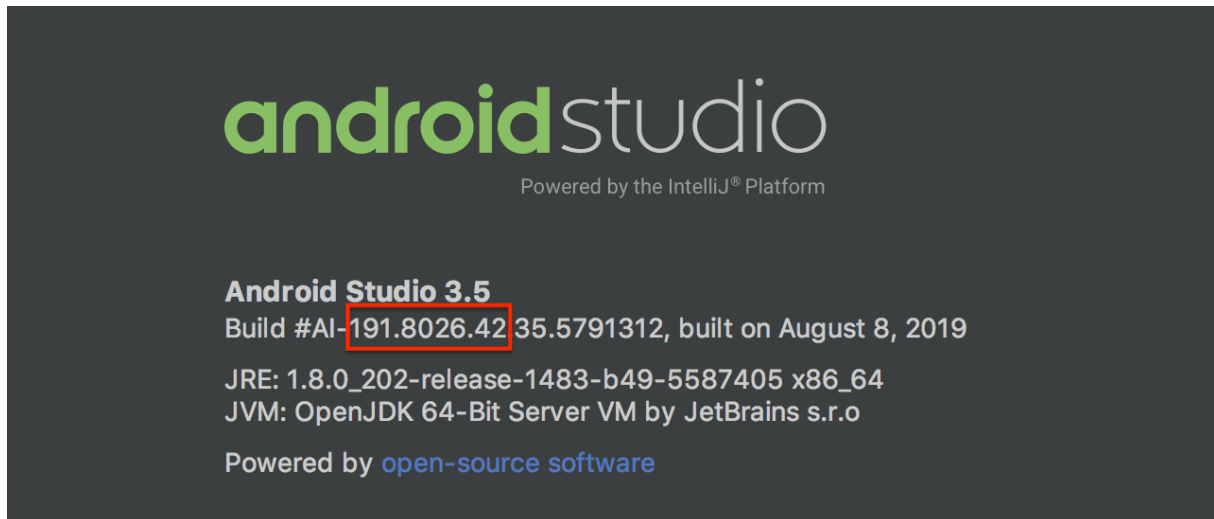 androidstudio
Powered by the IntelliJ® Platform
Android Studio 3.5
Build #AI-191.8026.42 35.5791312, built on August 8, 2019
JRE: 1.8.0_202-release-1483-b49-5587405 x86_64
JVM: OpenJDK 64-Bit Server VM by JetBrains s.r.o
Powered by open-source software